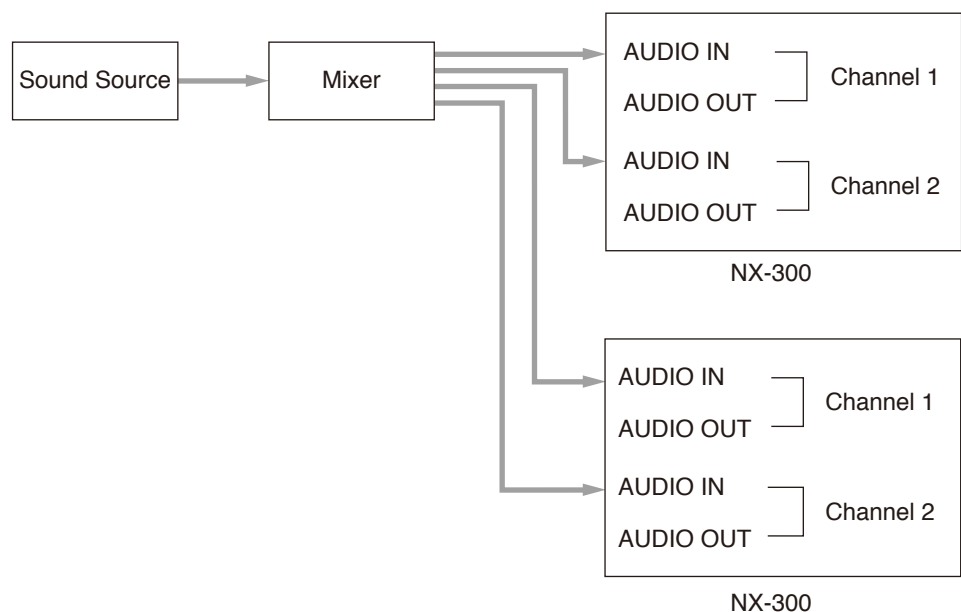 Sound Source
Mixer
AUDIO IN
AUDIO OUT
Channel 1
AUDIO IN
AUDIO OUT
Channel 2
NX-300
AUDIO IN
AUDIO OUT
Channel 1
AUDIO IN
AUDIO OUT
Channel 2
NX-300